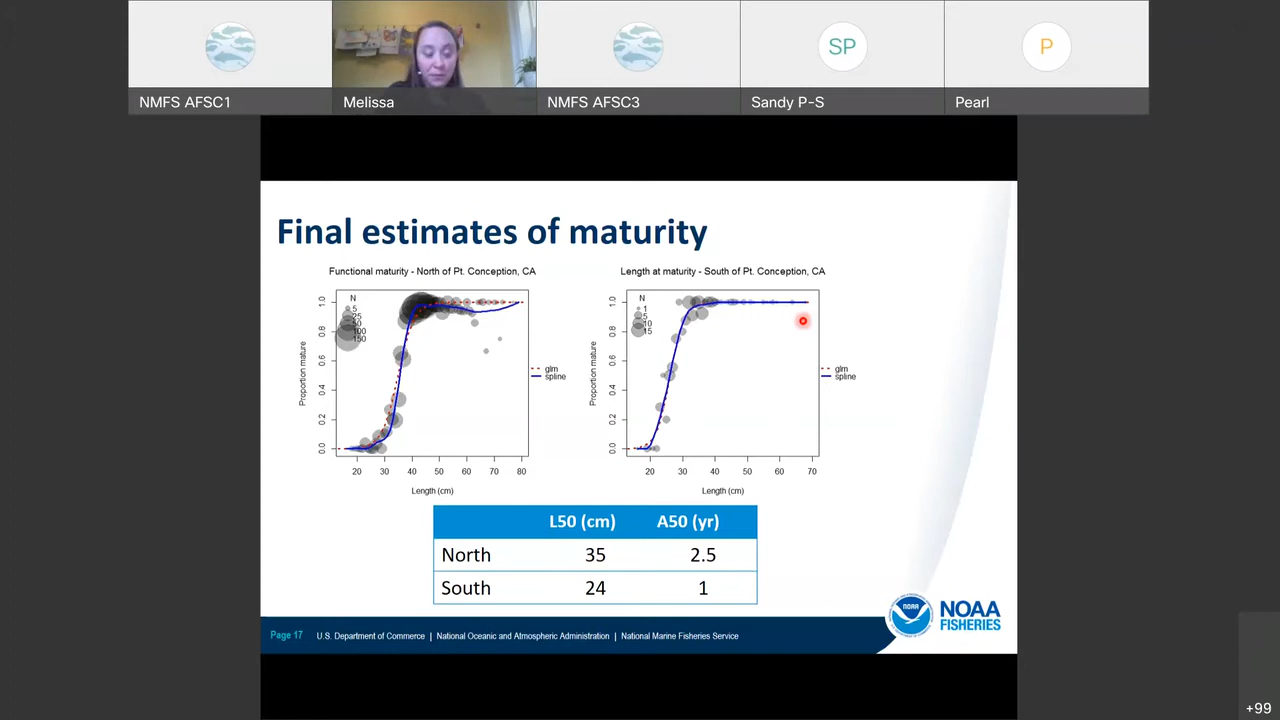 SP
P
NMFS AFSC1
Melissa
NMFS AFSC3
Sandy P-S
Pearl
Final estimates of maturity
Functional maturity - North of Pt. Conception, CA
N
5
25
50
100
150
Proportion mature
0.0 0.2 0.4 0.6 0.8 1.0
20 30 40 50 60 70 80
Length (cm)
glm
spline
Length at maturity - South of Pt. Conception, CA
N
1
5
10
15
Proportion mature
0.0 0.2 0.4 0.6 0.8 1.0
20 30 40 50 60 70
Length (cm)
glm
spline
L50 (cm) A50 (yr)
North 35 2.5
South 24 1
NOAA
NOAA
FISHERIES
Page 17 U.S. Department of Commerce | National Oceanic and Atmospheric Administration | National Marine Fisheries Service
+99